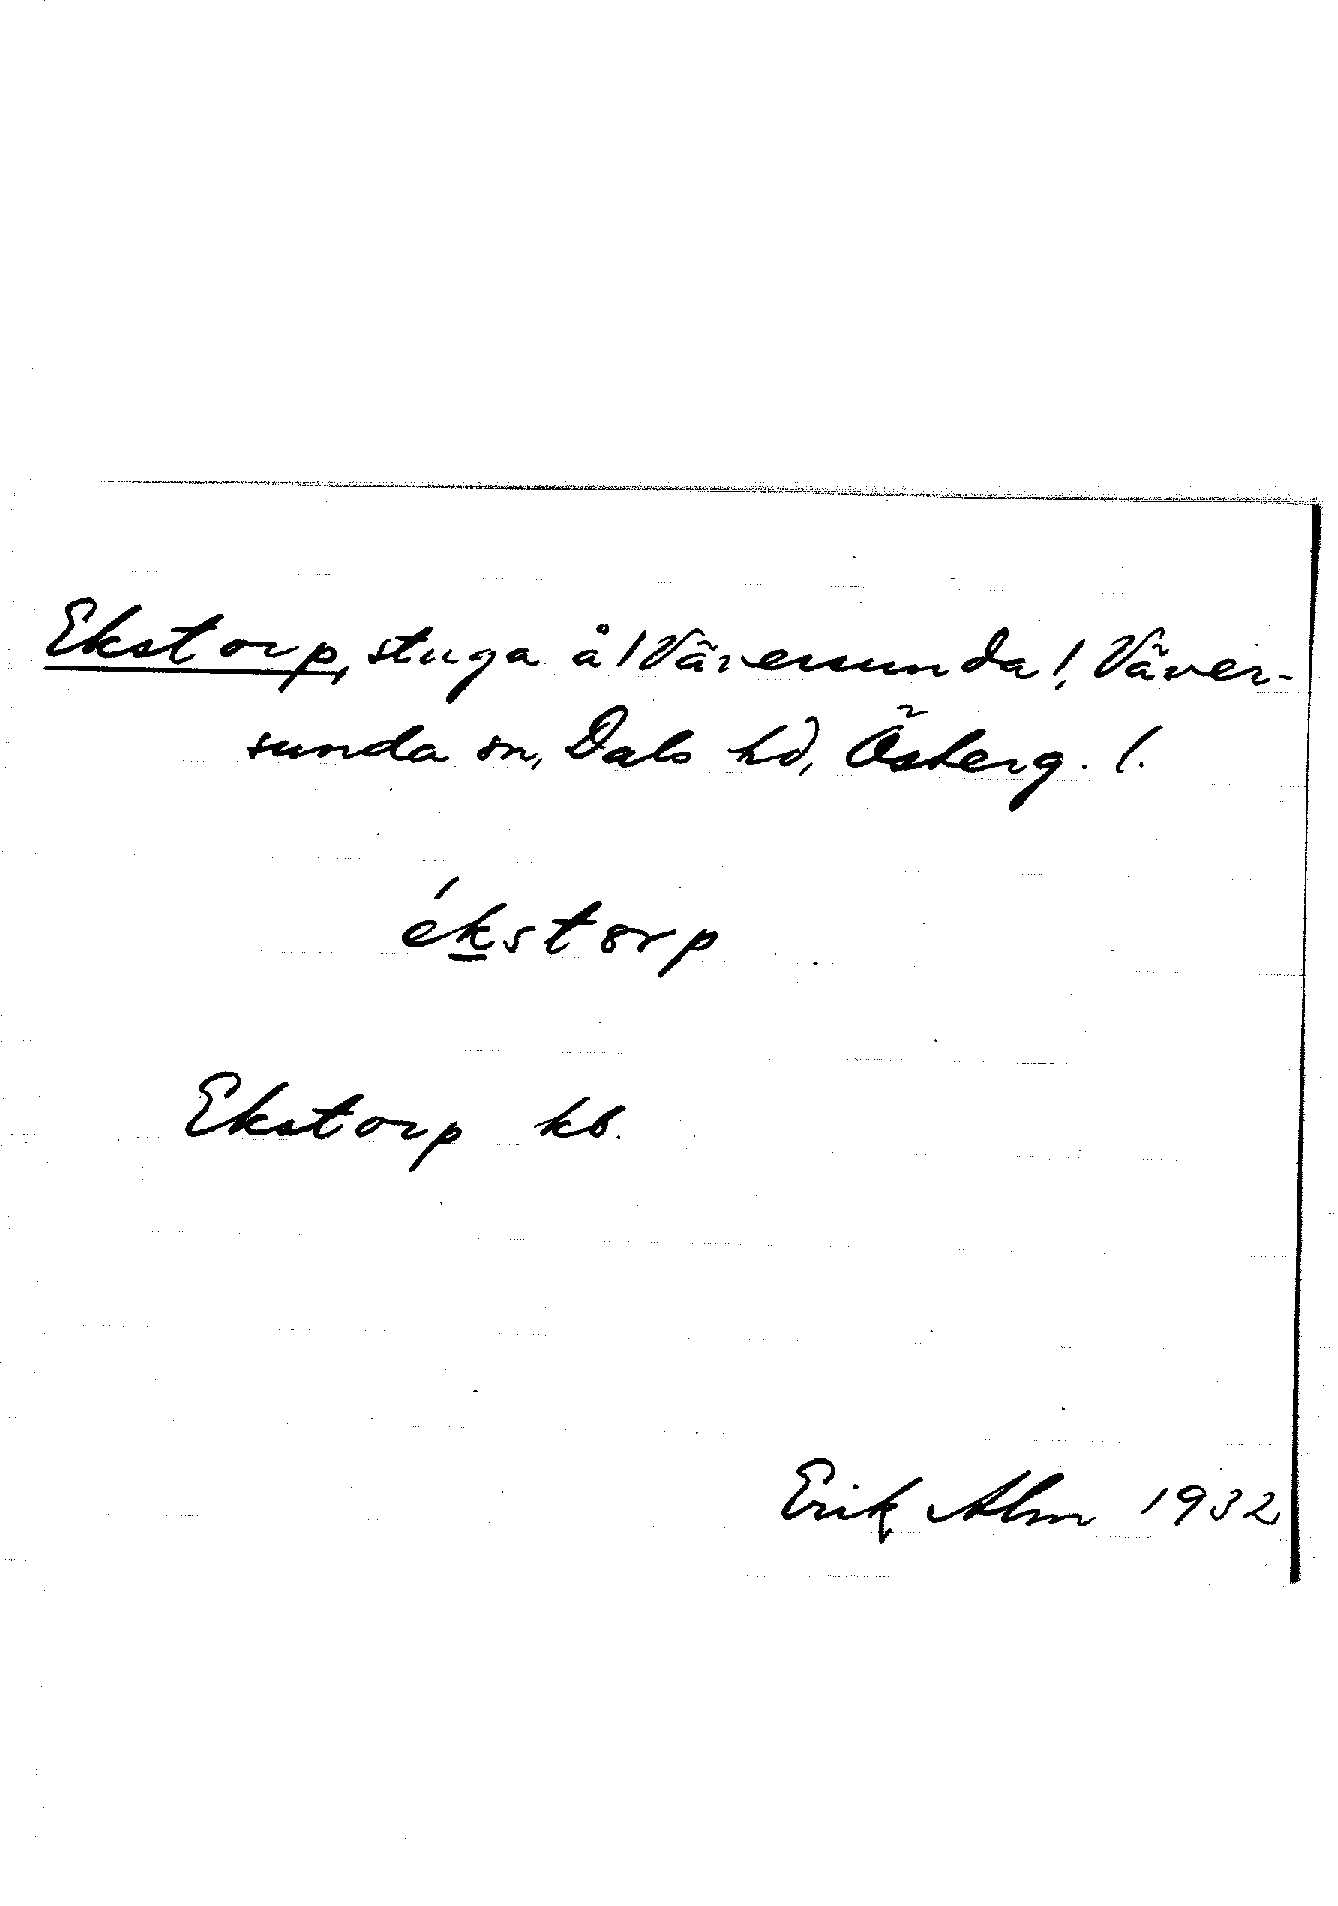 Ekstorp, stuga å /Väversunda/, Väver-
sunda sn, Dals hd, Österg. l.
ékstorp
Ekstorp kb.
Erik Alm 1932